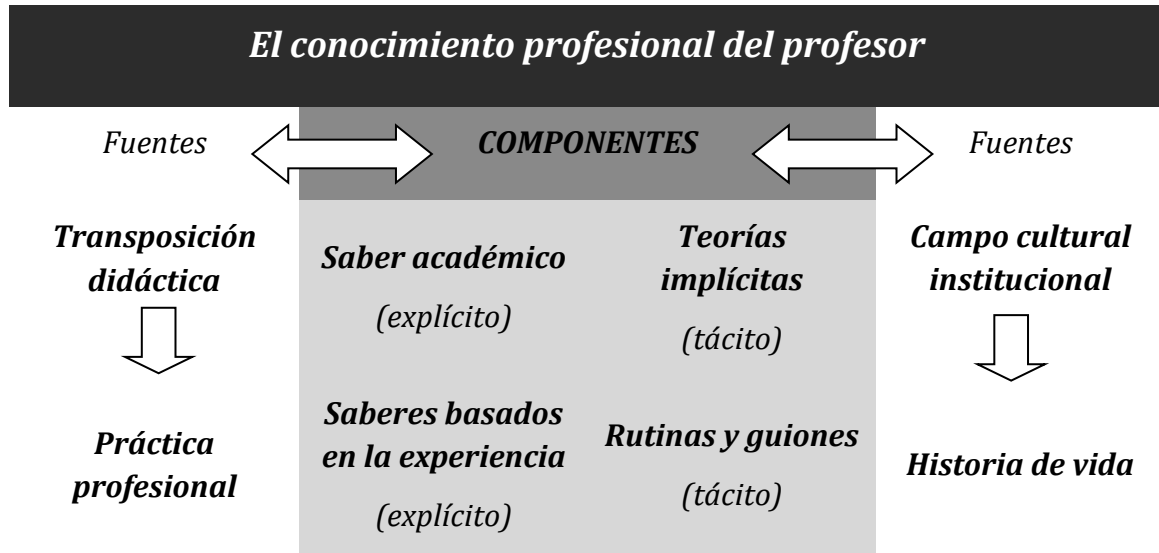 El conocimiento profesional del profesor
Fuentes
COMPONENTES
Fuentes
Transposición
didáctica
Saber académico
(explícito)
Teorías
implícitas
(tácito)
Campo cultural
institucional
Práctica
profesional
Saberes basados
en la experiencia
(explícito)
Rutinas y guiones
(tácito)
Historia de vida